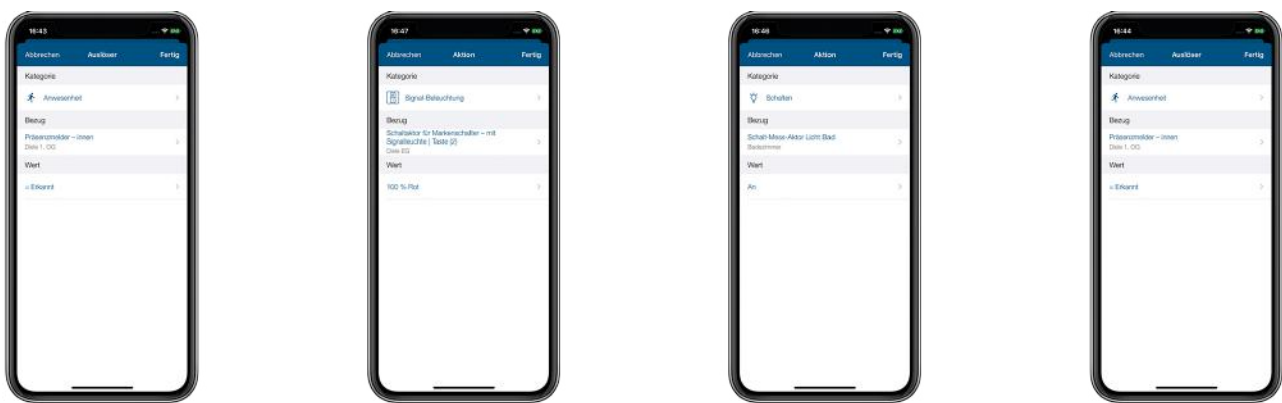 16:43
Abbrechen Auslöser Fertig
Kategorie
Anwesenheit
Bezug
Präsenzmelder – innen
Diele 1. OG
Wert
= Erkannt
16:47
Abbrechen Aktion Fertig
Kategorie
Signal Beleuchtung
Bezug
Schaltaktor für Markenschalter – mit
Signalleuchte | Taste (2)
Diele EG
Wert
100 % Rot
16:46
Abbrechen Aktion Fertig
Kategorie
Schalten
Bezug
Schalt-Mess-Aktor Licht Bad
Badezimmer
Wert
An
16:44
Abbrechen Auslöser Fertig
Kategorie
Anwesenheit
Bezug
Präsenzmelder – innen
Diele 1. OG
Wert
= Erkannt